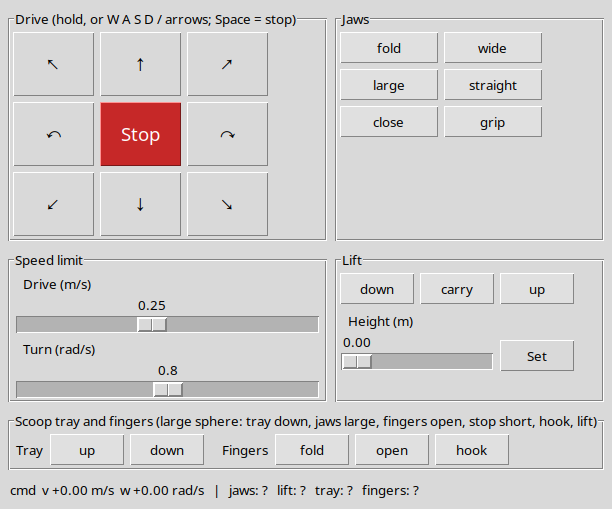 Drive (hold, or W A S D / arrows; Space = stop)
↖ ↑ ↗
↶ Stop ↷
↙ ↓ ↘
Jaws
fold wide
large straight
close grip
Speed limit
Drive (m/s)
0.25
Turn (rad/s)
0.8
Lift
down carry up
Height (m)
0.00
Set
Scoop tray and fingers (large sphere: tray down, jaws large, fingers open, stop short, hook, lift)
Tray up down Fingers fold open hook
cmd v +0.00 m/s w +0.00 rad/s | jaws: ? lift: ? tray: ? fingers: ?